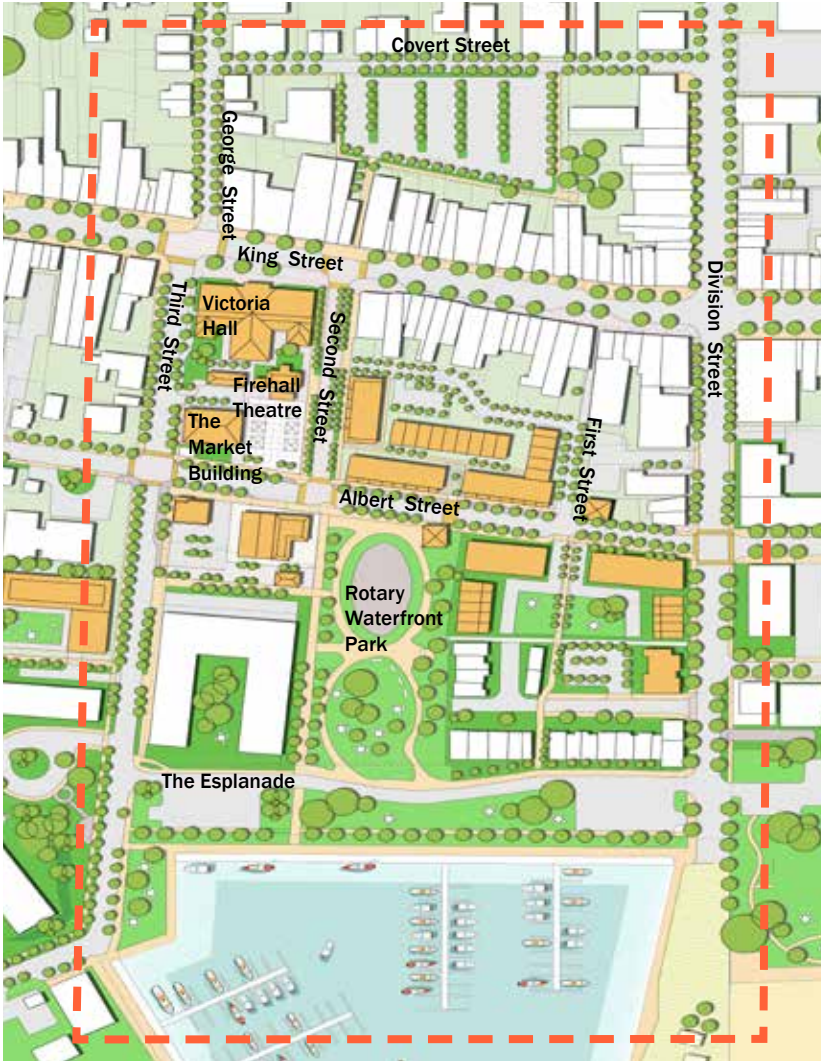 Covert Street
George Street
King Street
Division Street
Third Street
Victoria
Hall
Second Street
Firehall
Theatre
The
Market
Building
First Street
Albert Street
Rotary
Waterfront
Park
The Esplanade